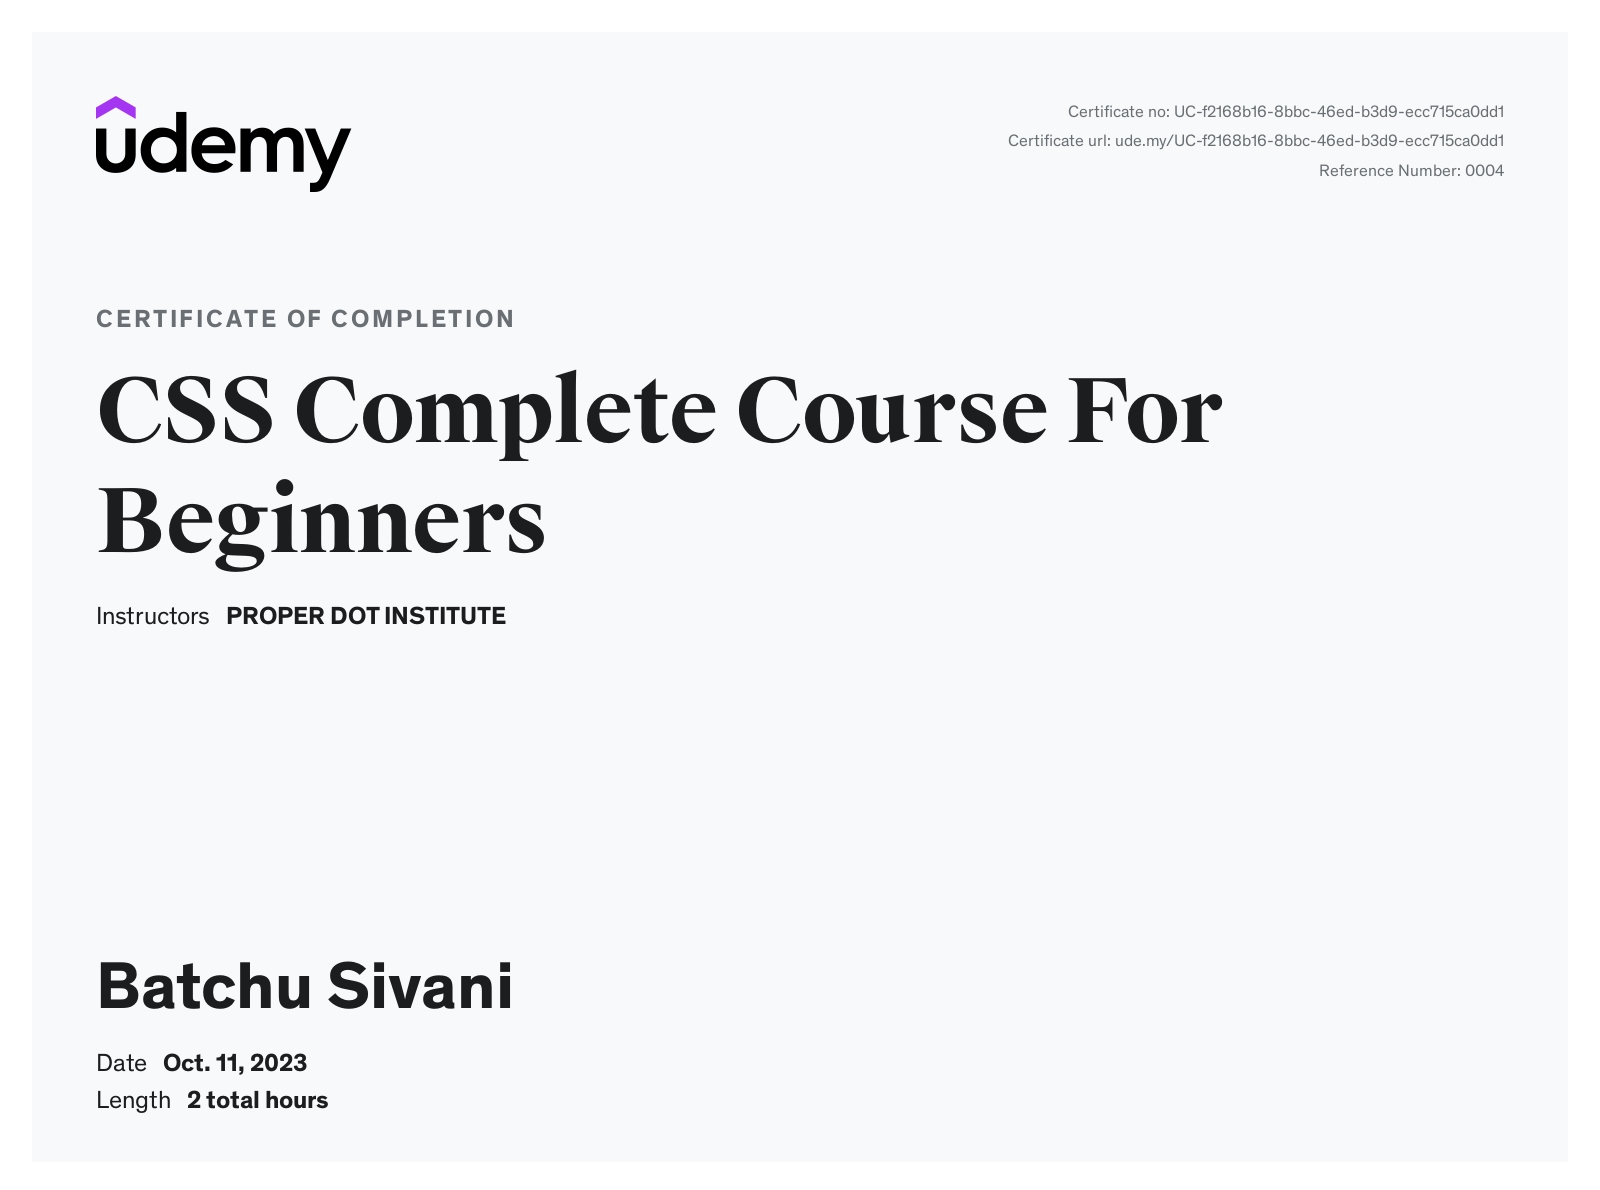 udemy
Certificate no: UC-f2168b16-8bbc-46ed-b3d9-ecc715ca0dd1
Certificate url: ude.my/UC-f2168b16-8bbc-46ed-b3d9-ecc715ca0dd1
Reference Number: 0004
CERTIFICATE OF COMPLETION
CSS Complete Course For
Beginners
Instructors PROPER DOT INSTITUTE
Batchu Sivani
Date Oct. 11, 2023
Length 2 total hours